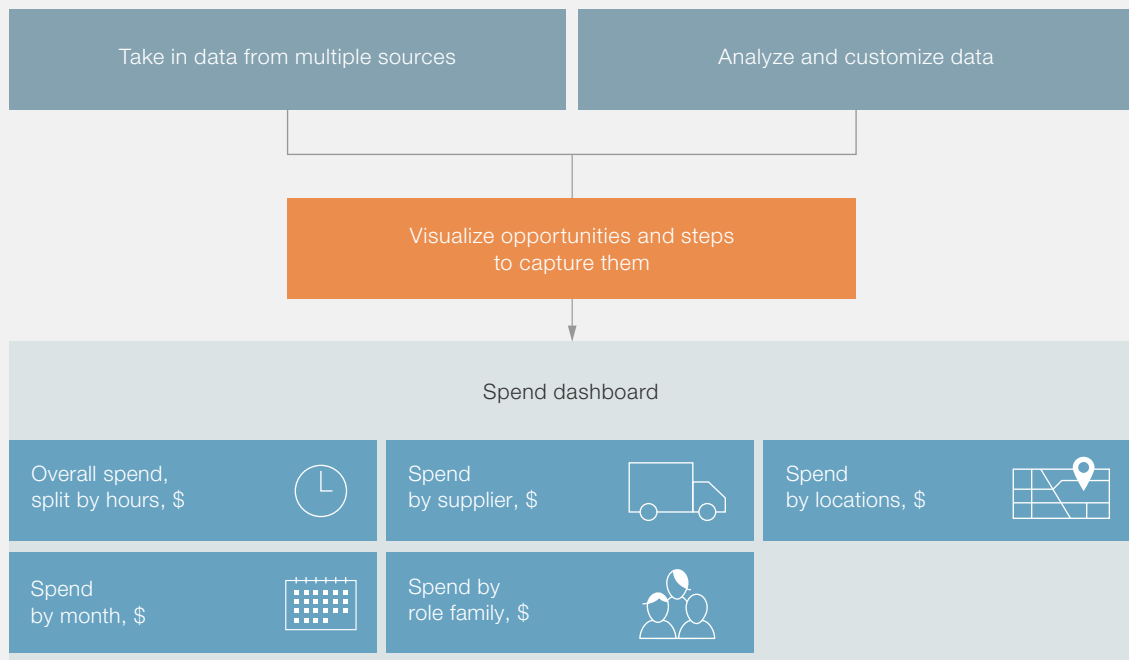 Take in data from multiple sources
Analyze and customize data
Visualize opportunities and steps
to capture them
Spend dashboard
Overall spend,
split by hours, $
Spend
by supplier, $
Spend
by locations, $
Spend
by month, $
Spend by
role family, $